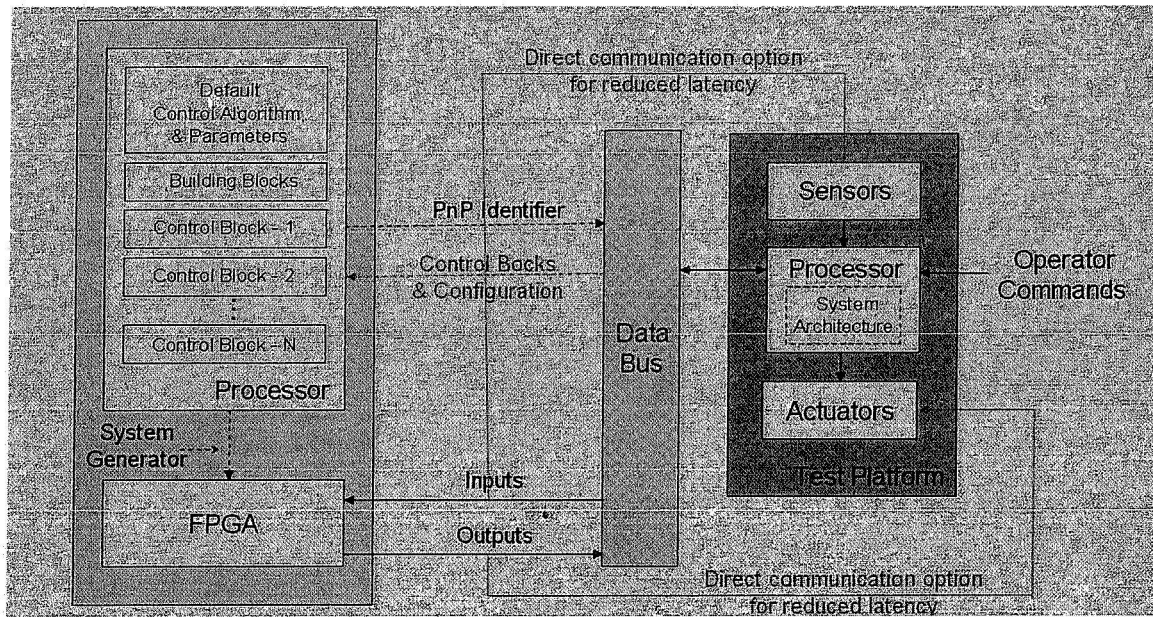 Direct communication option
for reduced latency
Default
Control Algorithm,
& Parameters
Building Blocks
Control Block - 1
Control Block - 2
Control Block - N
Processor
System
Generator
FPGA
PnP Identifier
Control Bocks
& Configuration
Inputs
Outputs
Data
Bus
Sensors
Processor
System
Architecture
Actuators
Test Platform
Operator
Commands
Direct communication option
for reduced latency